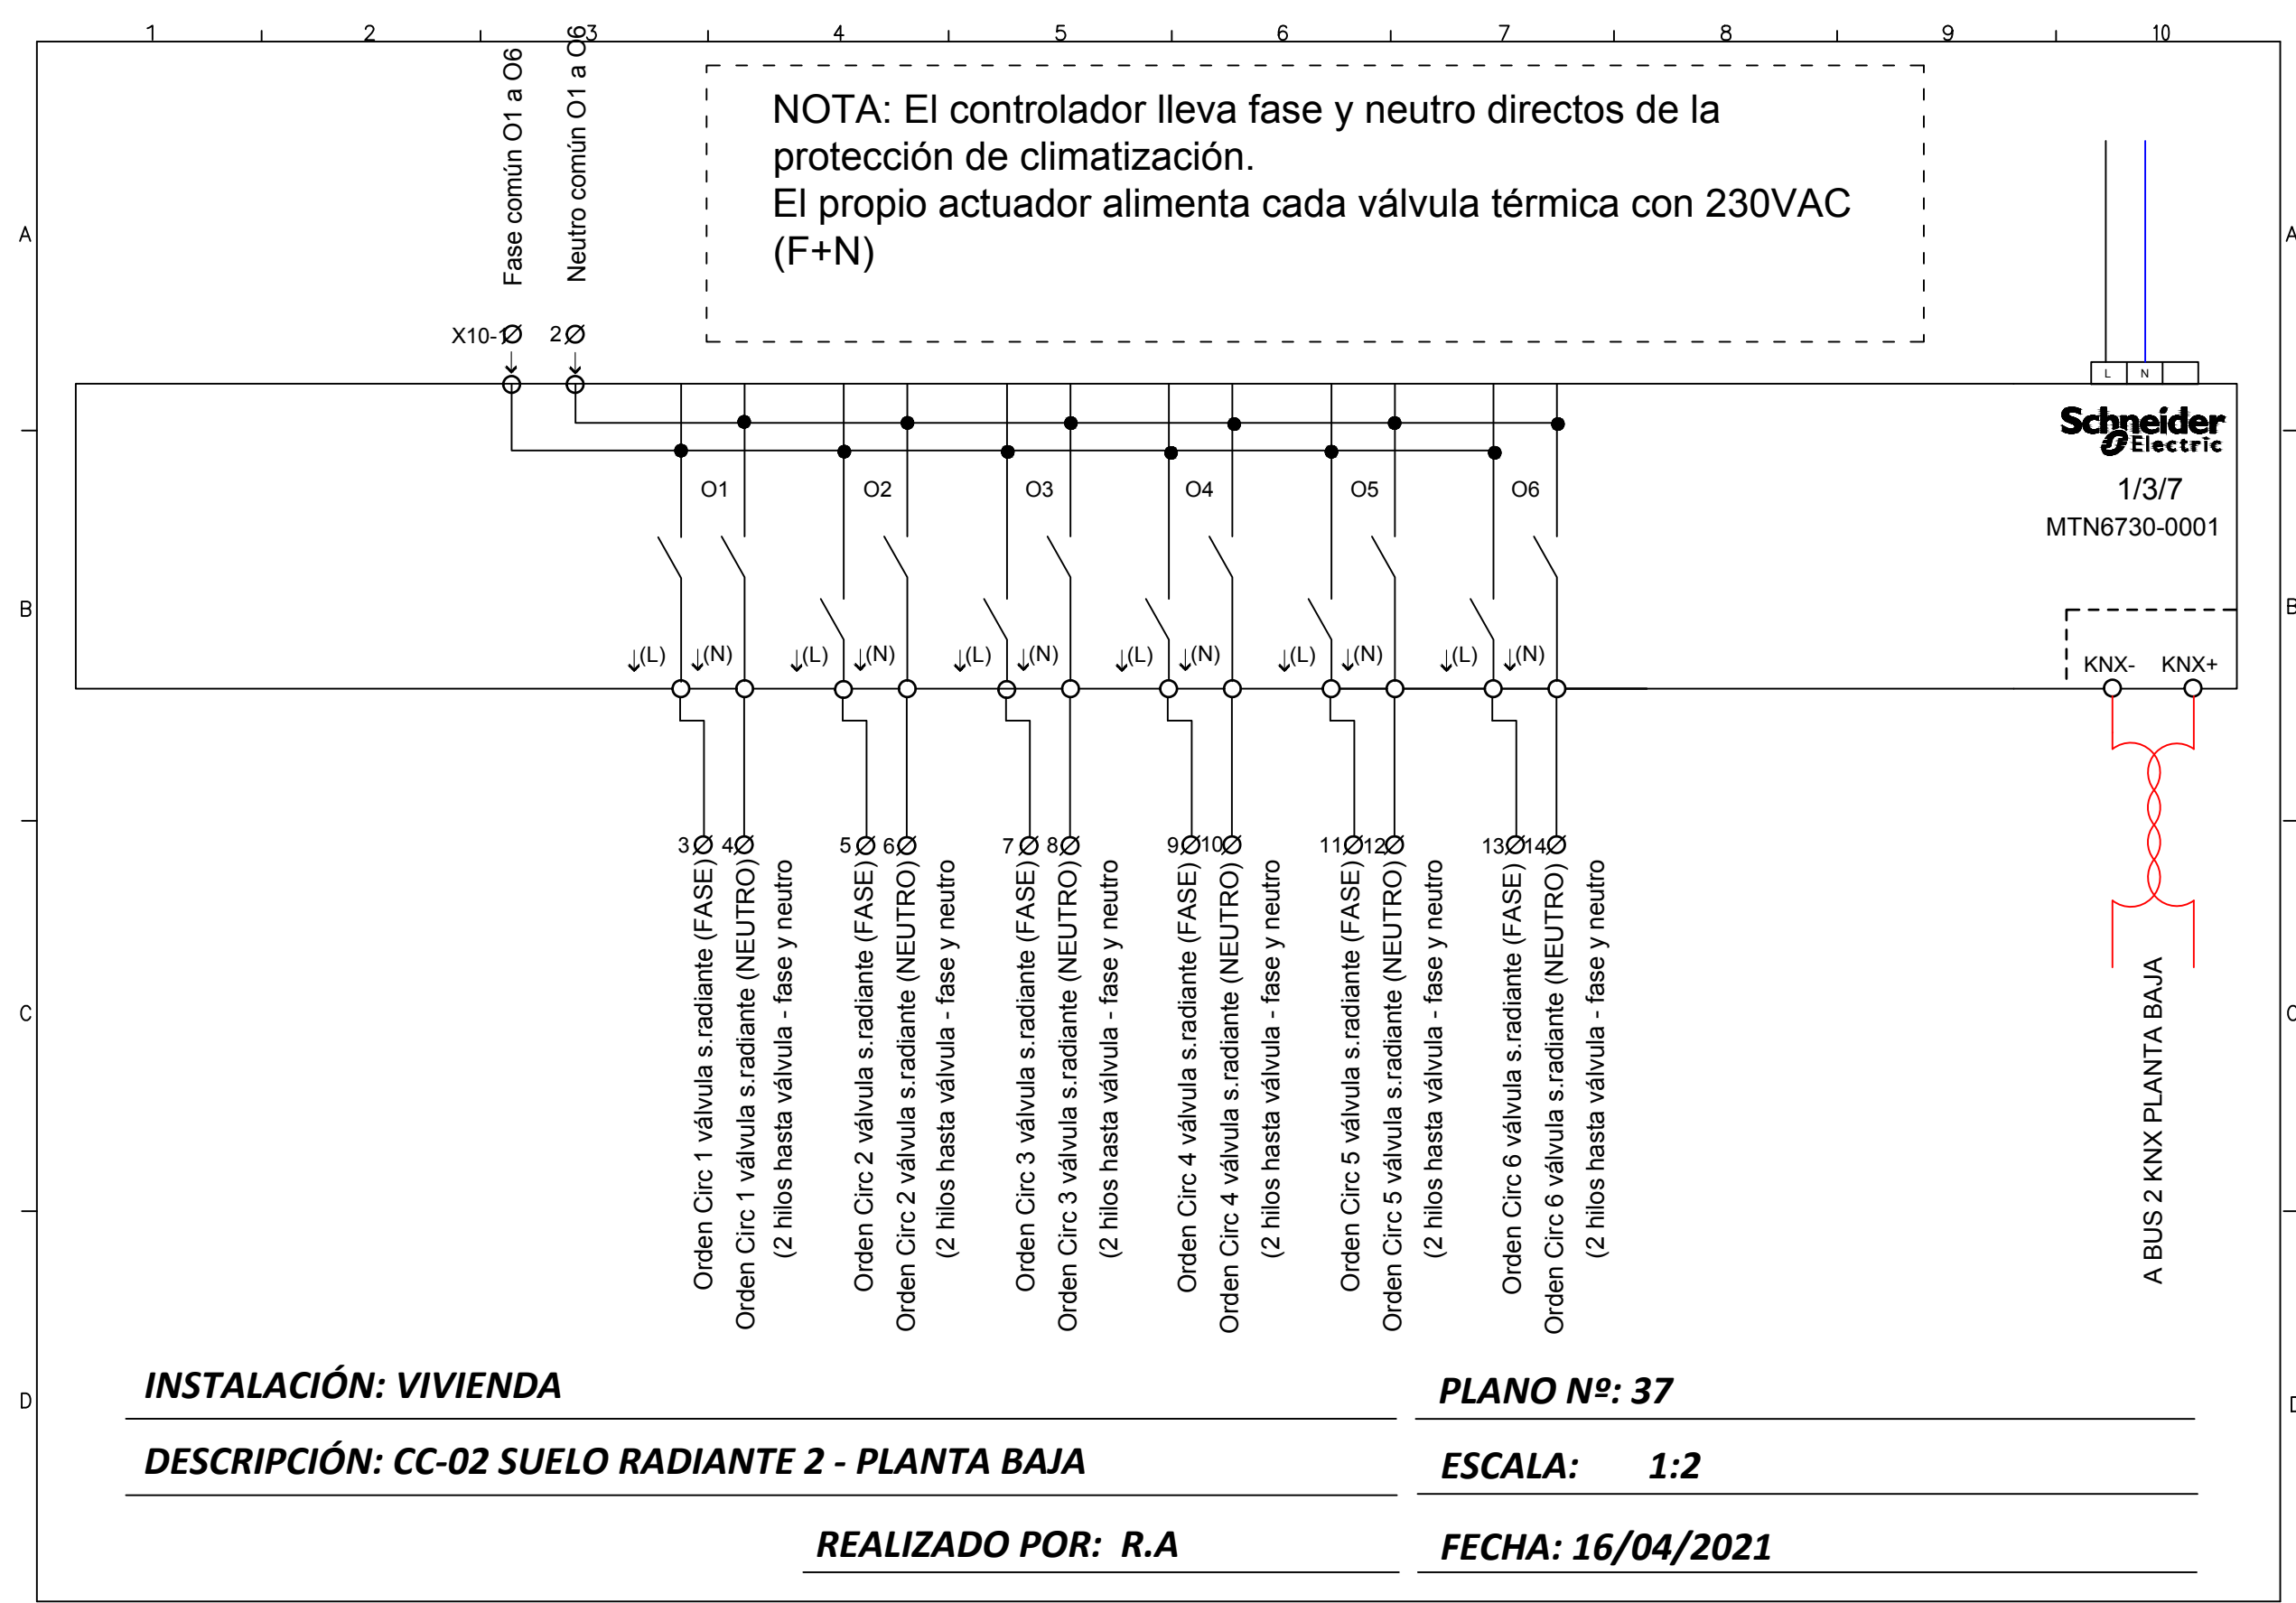 1 2 3 4 5 6 7 8 9 10
Fase común O1 a O6
Neutro común O1 a O6
NOTA: El controlador lleva fase y neutro directos de la
protección de climatización.
El propio actuador alimenta cada válvula térmica con 230VAC
(F+N)
A A
X10-1 2
L N
Schneider
Electric
1/3/7
MTN6730-0001
O1 O2 O3 O4 O5 O6
B B
(L) (N) (L) (N) (L) (N) (L) (N) (L) (N) (L) (N)
KNX- KNX+
3 4 5 6 7 8 9 10 11 12 13 14
Orden Circ 1 válvula s.radiante (FASE)
Orden Circ 1 válvula s.radiante (NEUTRO)
(2 hilos hasta válvula - fase y neutro
Orden Circ 2 válvula s.radiante (FASE)
Orden Circ 2 válvula s.radiante (NEUTRO)
(2 hilos hasta válvula - fase y neutro
Orden Circ 3 válvula s.radiante (FASE)
Orden Circ 3 válvula s.radiante (NEUTRO)
(2 hilos hasta válvula - fase y neutro
Orden Circ 4 válvula s.radiante (FASE)
Orden Circ 4 válvula s.radiante (NEUTRO)
(2 hilos hasta válvula - fase y neutro
Orden Circ 5 válvula s.radiante (FASE)
Orden Circ 5 válvula s.radiante (NEUTRO)
(2 hilos hasta válvula - fase y neutro
Orden Circ 6 válvula s.radiante (FASE)
Orden Circ 6 válvula s.radiante (NEUTRO)
(2 hilos hasta válvula - fase y neutro
A BUS 2 KNX PLANTA BAJA
C C
D D
INSTALACIÓN: VIVIENDA
PLANO Nº: 37
DESCRIPCIÓN: CC-02 SUELO RADIANTE 2 - PLANTA BAJA
ESCALA: 1:2
REALIZADO POR: R.A
FECHA: 16/04/2021